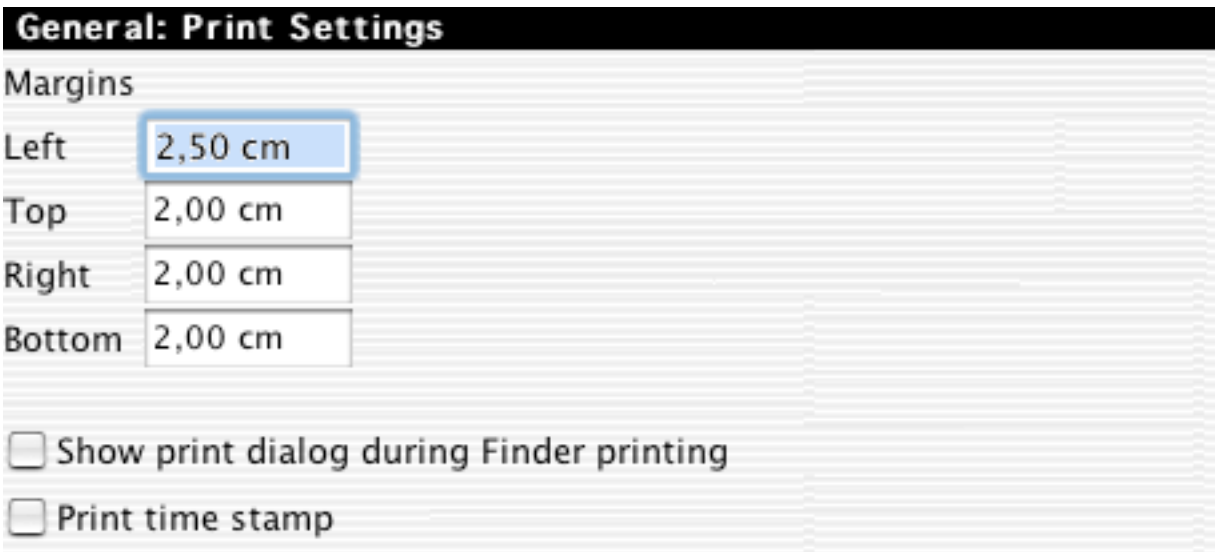 General: Print Settings
Margins
Left 2,50 cm
Top 2,00 cm
Right 2,00 cm
Bottom 2,00 cm
Show print dialog during Finder printing
Print time stamp